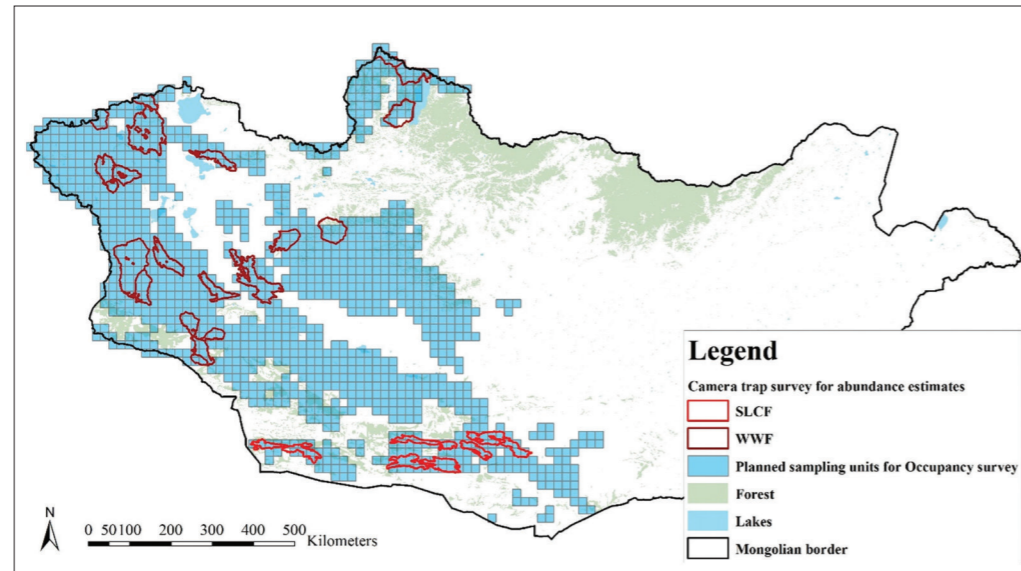 Legend
Camera trap survey for abundance estimates
SLCF
WWF
Planned sampling units for Occupancy survey
Forest
Lakes
Mongolian border
N
0 50100 200 300 400 500
Kilometers